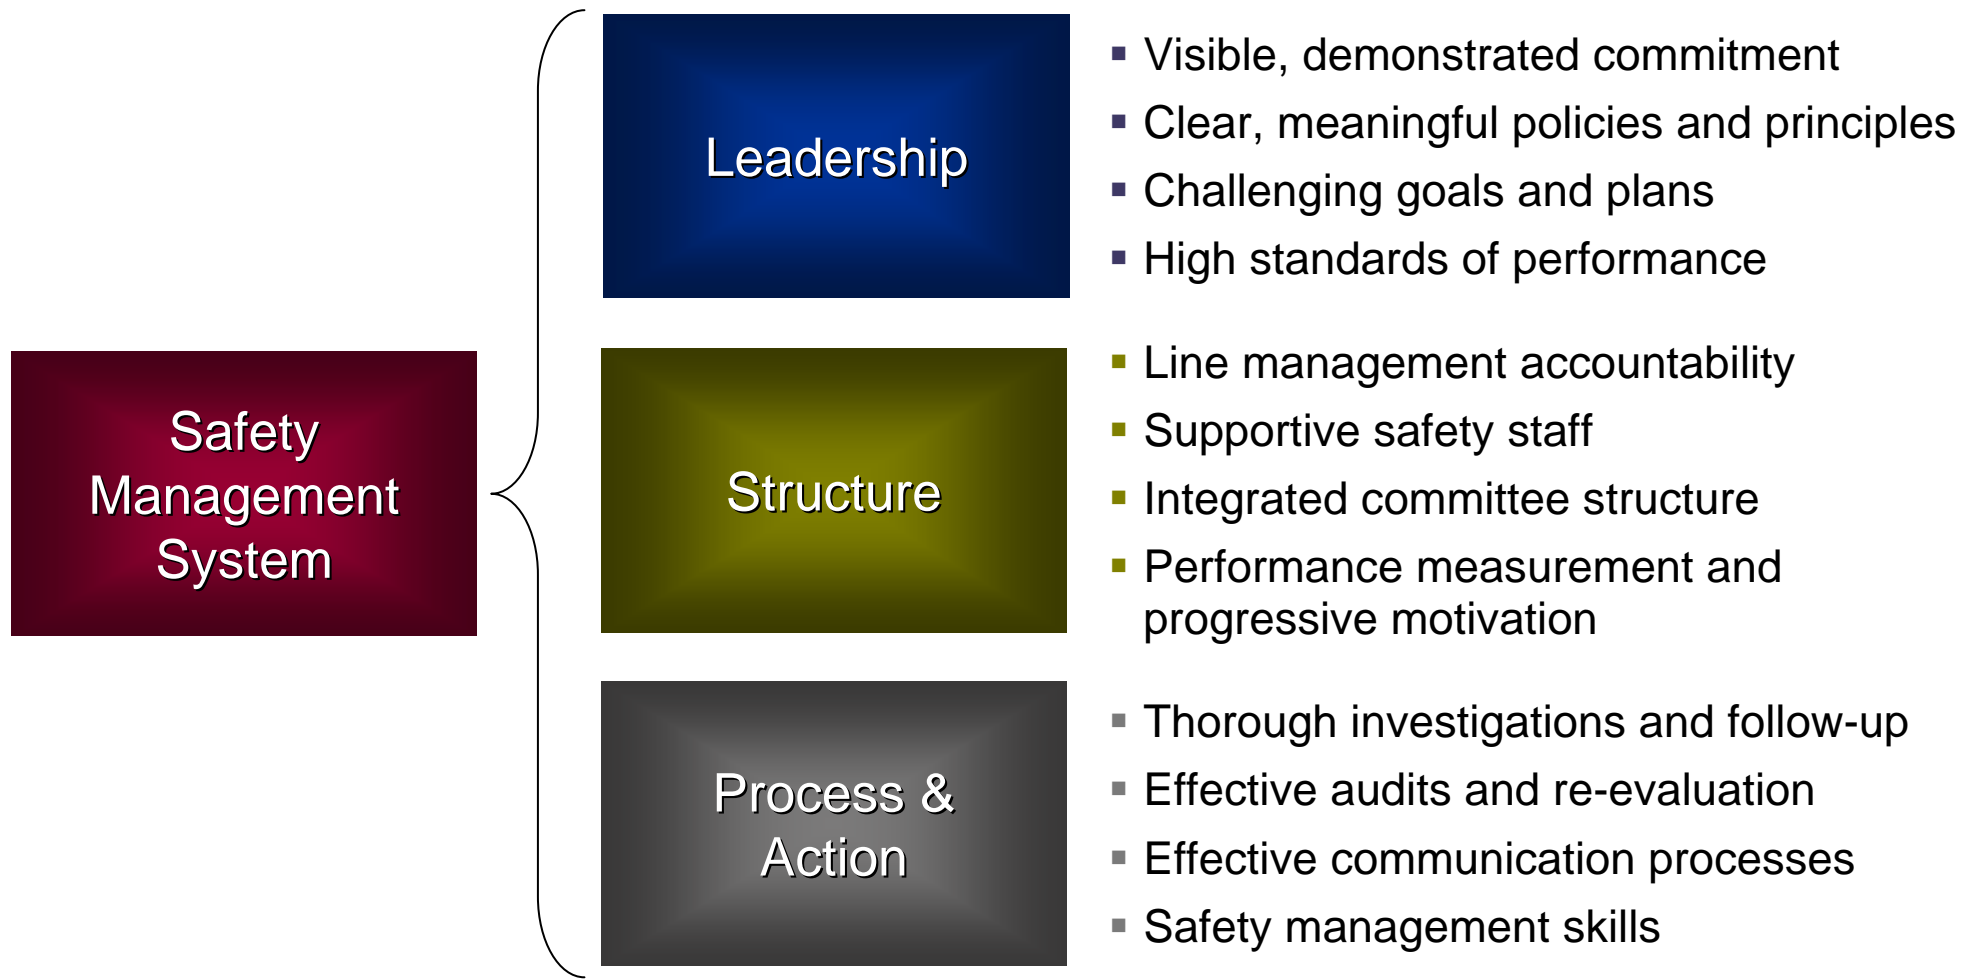 Safety
Management
System
Leadership
▪ Visible, demonstrated commitment
▪ Clear, meaningful policies and principles
▪ Challenging goals and plans
▪ High standards of performance
Structure
▪ Line management accountability
▪ Supportive safety staff
▪ Integrated committee structure
▪ Performance measurement and
progressive motivation
Process &
Action
▪ Thorough investigations and follow-up
▪ Effective audits and re-evaluation
▪ Effective communication processes
▪ Safety management skills